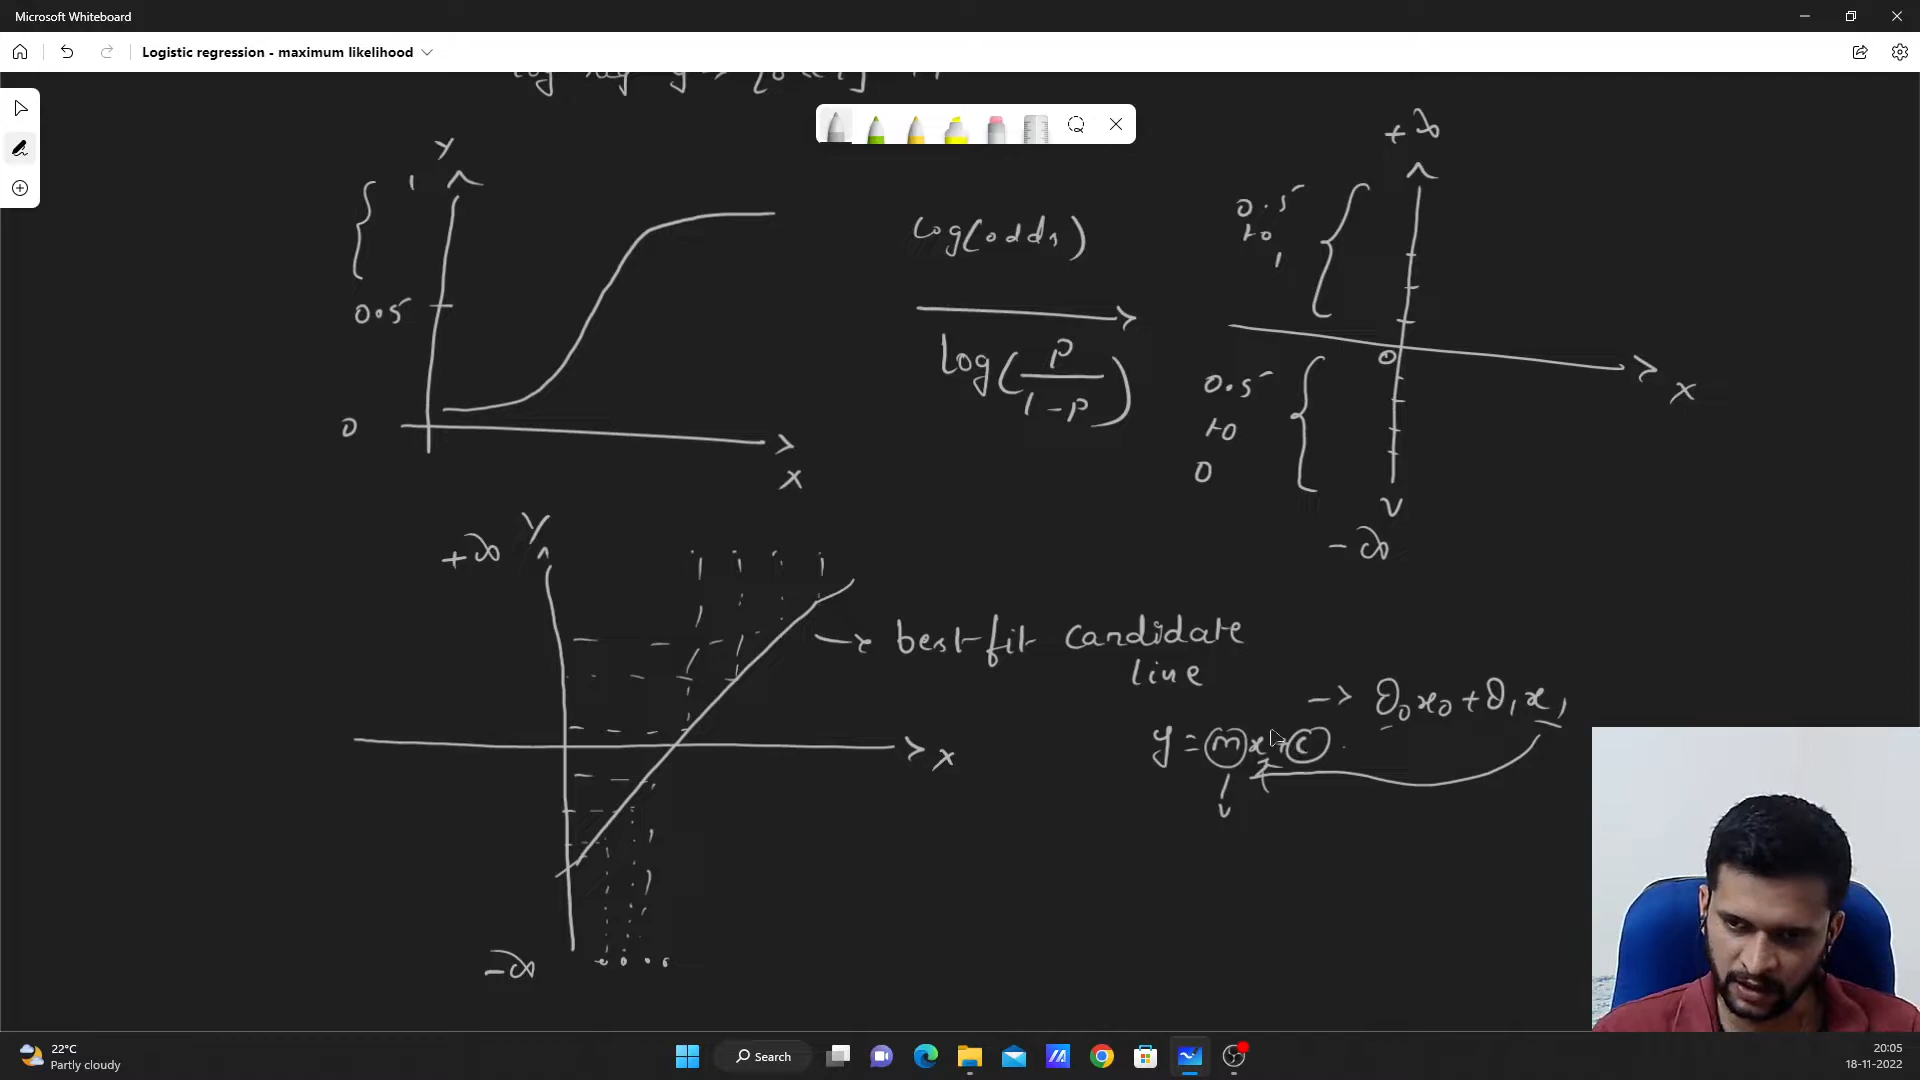 Microsoft Whiteboard
Logistic regression - maximum likelihood
Y
1
0.5
0
X
log(odds)
log(p/1-p)
+∞
0.5
to
1
0
0.5
to
0
X
-∞
Y
+∞
X
-∞
best-fit candidate
line
-> θ₀x₀+θ₁x₁
y = mx+c
22°C
Partly cloudy
Search
20:05
18-11-2022